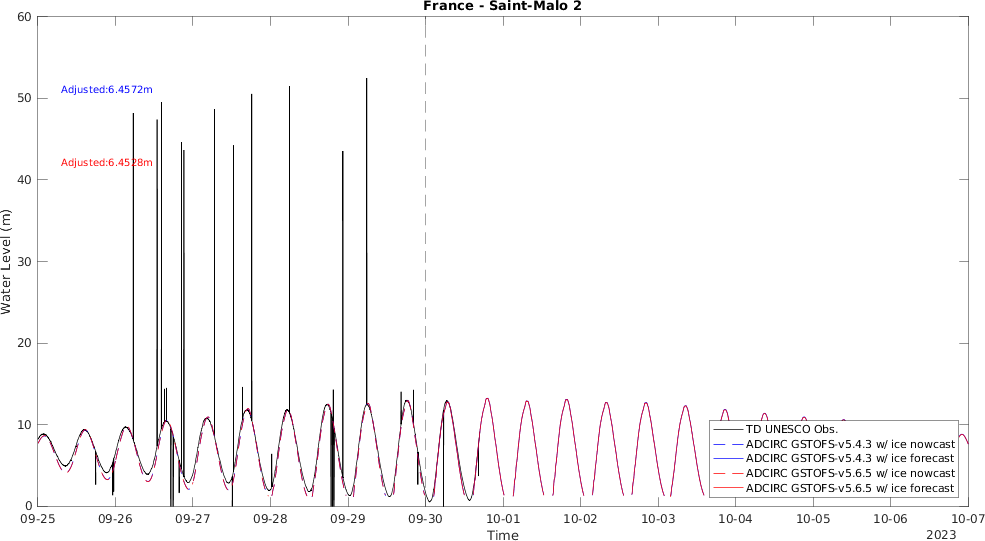 France - Saint-Malo 2
60
50
40
30
20
10
0
Water Level (m)
Adjusted:6.4572m
Adjusted:6.4528m
TD UNESCO Obs.
ADCIRC GSTOFS-v5.4.3 w/ ice nowcast
ADCIRC GSTOFS-v5.4.3 w/ ice forecast
ADCIRC GSTOFS-v5.6.5 w/ ice nowcast
ADCIRC GSTOFS-v5.6.5 w/ ice forecast
09-25 09-26 09-27 09-28 09-29 09-30 10-01 10-02 10-03 10-04 10-05 10-06 10-07
Time
2023